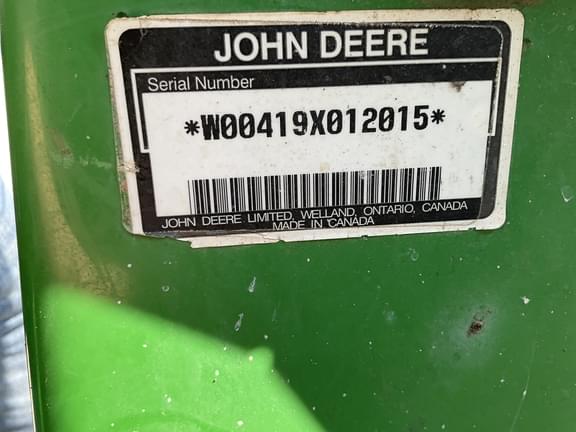 JOHN DEERE
Serial Number
*W00419X012015*
JOHN DEERE LIMITED, WELLAND, ONTARIO, CANADA
MADE IN CANADA